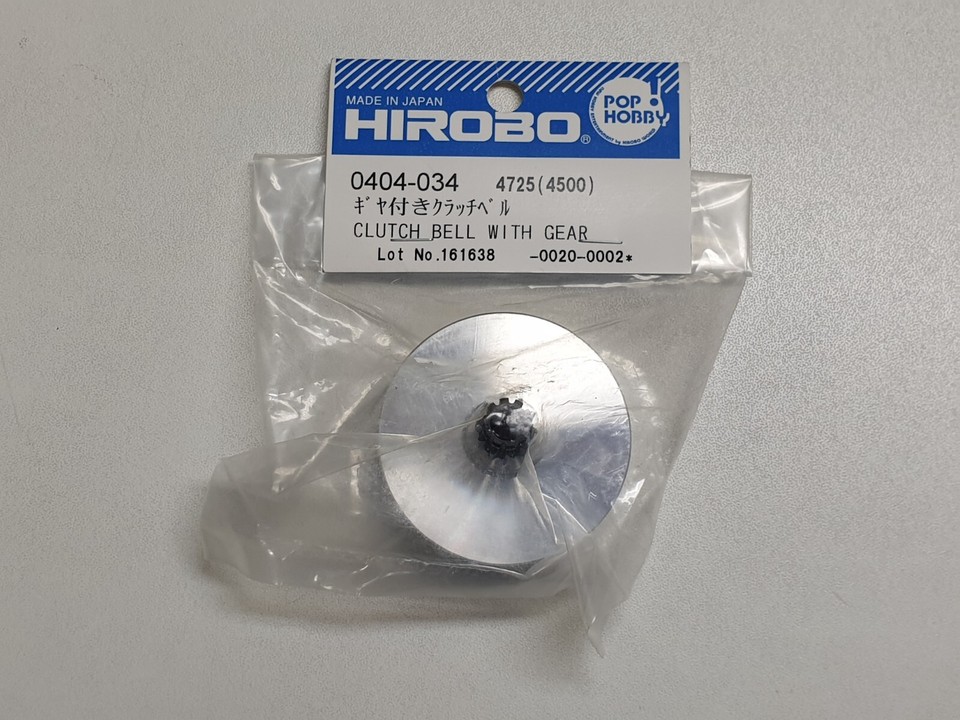 MADE IN JAPAN
HIROBO®
POP!
HOBBY
0404-034 4725(4500)
ｷﾞﾔ付きｸﾗｯﾁﾍﾞﾙ
CLUTCH BELL WITH GEAR
Lot No.161638 -0020-0002*